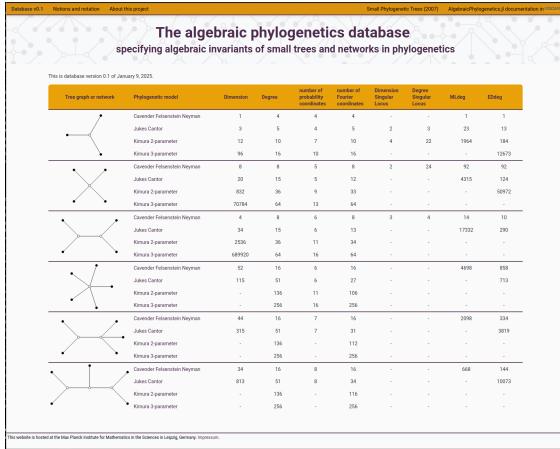 Database v0.1 Notions and notation About this project Small Phylogenetic Trees (2007) AlgebraicPhylogenetics.jl documentation in
The algebraic phylogenetics database
specifying algebraic invariants of small trees and networks in phylogenetics
This is database version 0.1 of January 9, 2025.
Tree graph or network Phylogenetic model Dimension Degree number of probability coordinates number of Fourier coordinates Dimension Singular Locus Degree Singular Locus MLdeg EDdeg
Cavender Felsenstein Neyman 1 4 4 4 - - 1 1
Jukes Cantor 3 5 4 5 2 3 23 13
Kimura 2-parameter 12 10 7 10 4 22 1964 184
Kimura 3-parameter 96 16 10 16 - - - 12673
Cavender Felsenstein Neyman 8 8 5 8 2 24 92 92
Jukes Cantor 20 15 5 12 - - 4315 124
Kimura 2-parameter 832 36 9 33 - - - 50972
Kimura 3-parameter 70784 64 13 64 - - - -
Cavender Felsenstein Neyman 4 8 6 8 3 4 14 10
Jukes Cantor 34 15 6 13 - - 17332 290
Kimura 2-parameter 2536 36 11 34 - - - -
Kimura 3-parameter 689920 64 16 64 - - - -
Cavender Felsenstein Neyman 52 16 6 16 - - 4698 858
Jukes Cantor 115 51 6 27 - - - 713
Kimura 2-parameter - 136 11 106 - - - -
Kimura 3-parameter - 256 16 256 - - - -
Cavender Felsenstein Neyman 44 16 7 16 - - 2098 334
Jukes Cantor 315 51 7 31 - - - 3819
Kimura 2-parameter - 136 - 112 - - - -
Kimura 3-parameter - 256 - 256 - - - -
Cavender Felsenstein Neyman 34 16 8 16 - - 668 144
Jukes Cantor 813 51 8 34 - - - 10073
Kimura 2-parameter - 136 - 116 - - - -
Kimura 3-parameter - 256 - 256 - - - -
This website is hosted at the Max Planck Institute for Mathematics in the Sciences in Leipzig, Germany. Impressum.